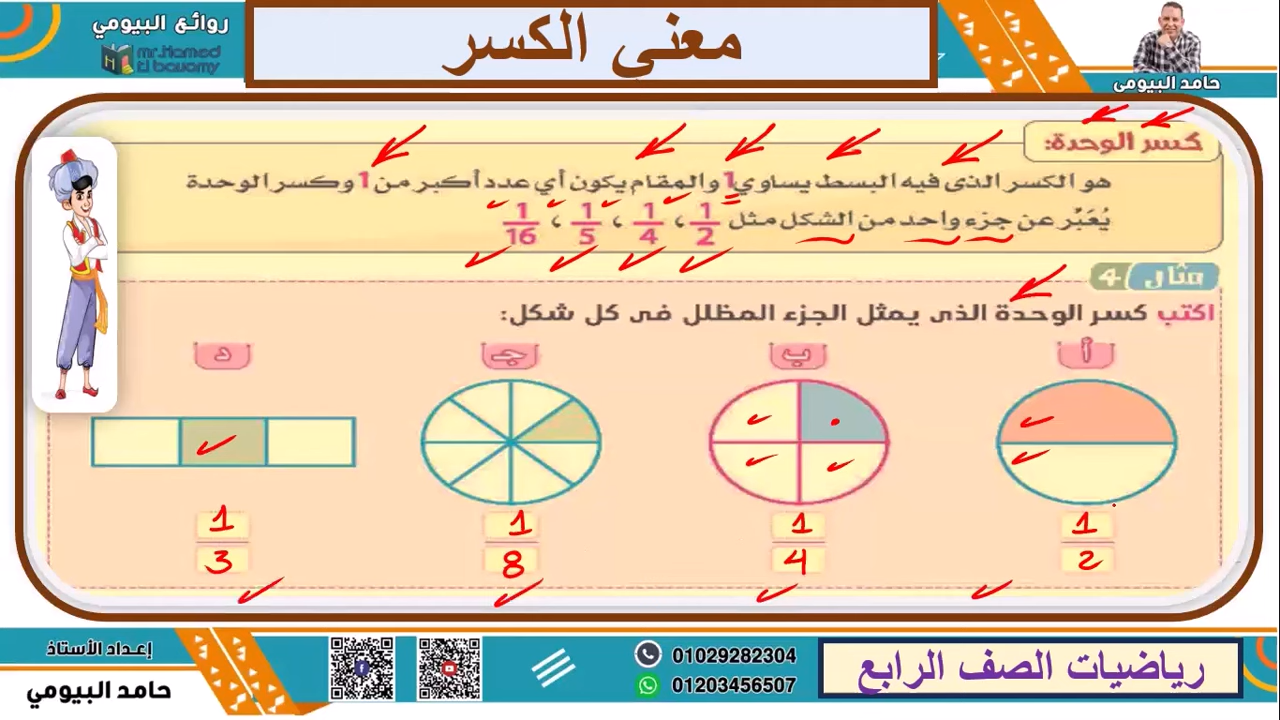 روائع البيومي
mr.Hamed
El bauomy
معنى الكسر
حامد البيومى
كسر الوحدة:
هو الكسر الذى فيه البسط يساوي 1 والمقام يكون أي عدد أكبر من 1 وكسر الوحدة
يُعَبِّر عن جزء واحد من الشكل مثل 1/2 ، 1/4 ، 1/5 ، 1/16
مثال 4
اكتب كسر الوحدة الذى يمثل الجزء المظلل فى كل شكل:
أ ب جـ د
1/2 1/4 1/8 1/3
رياضيات الصف الرابع
01029282304
01203456507
إعداد الأستاذ
حامد البيومي